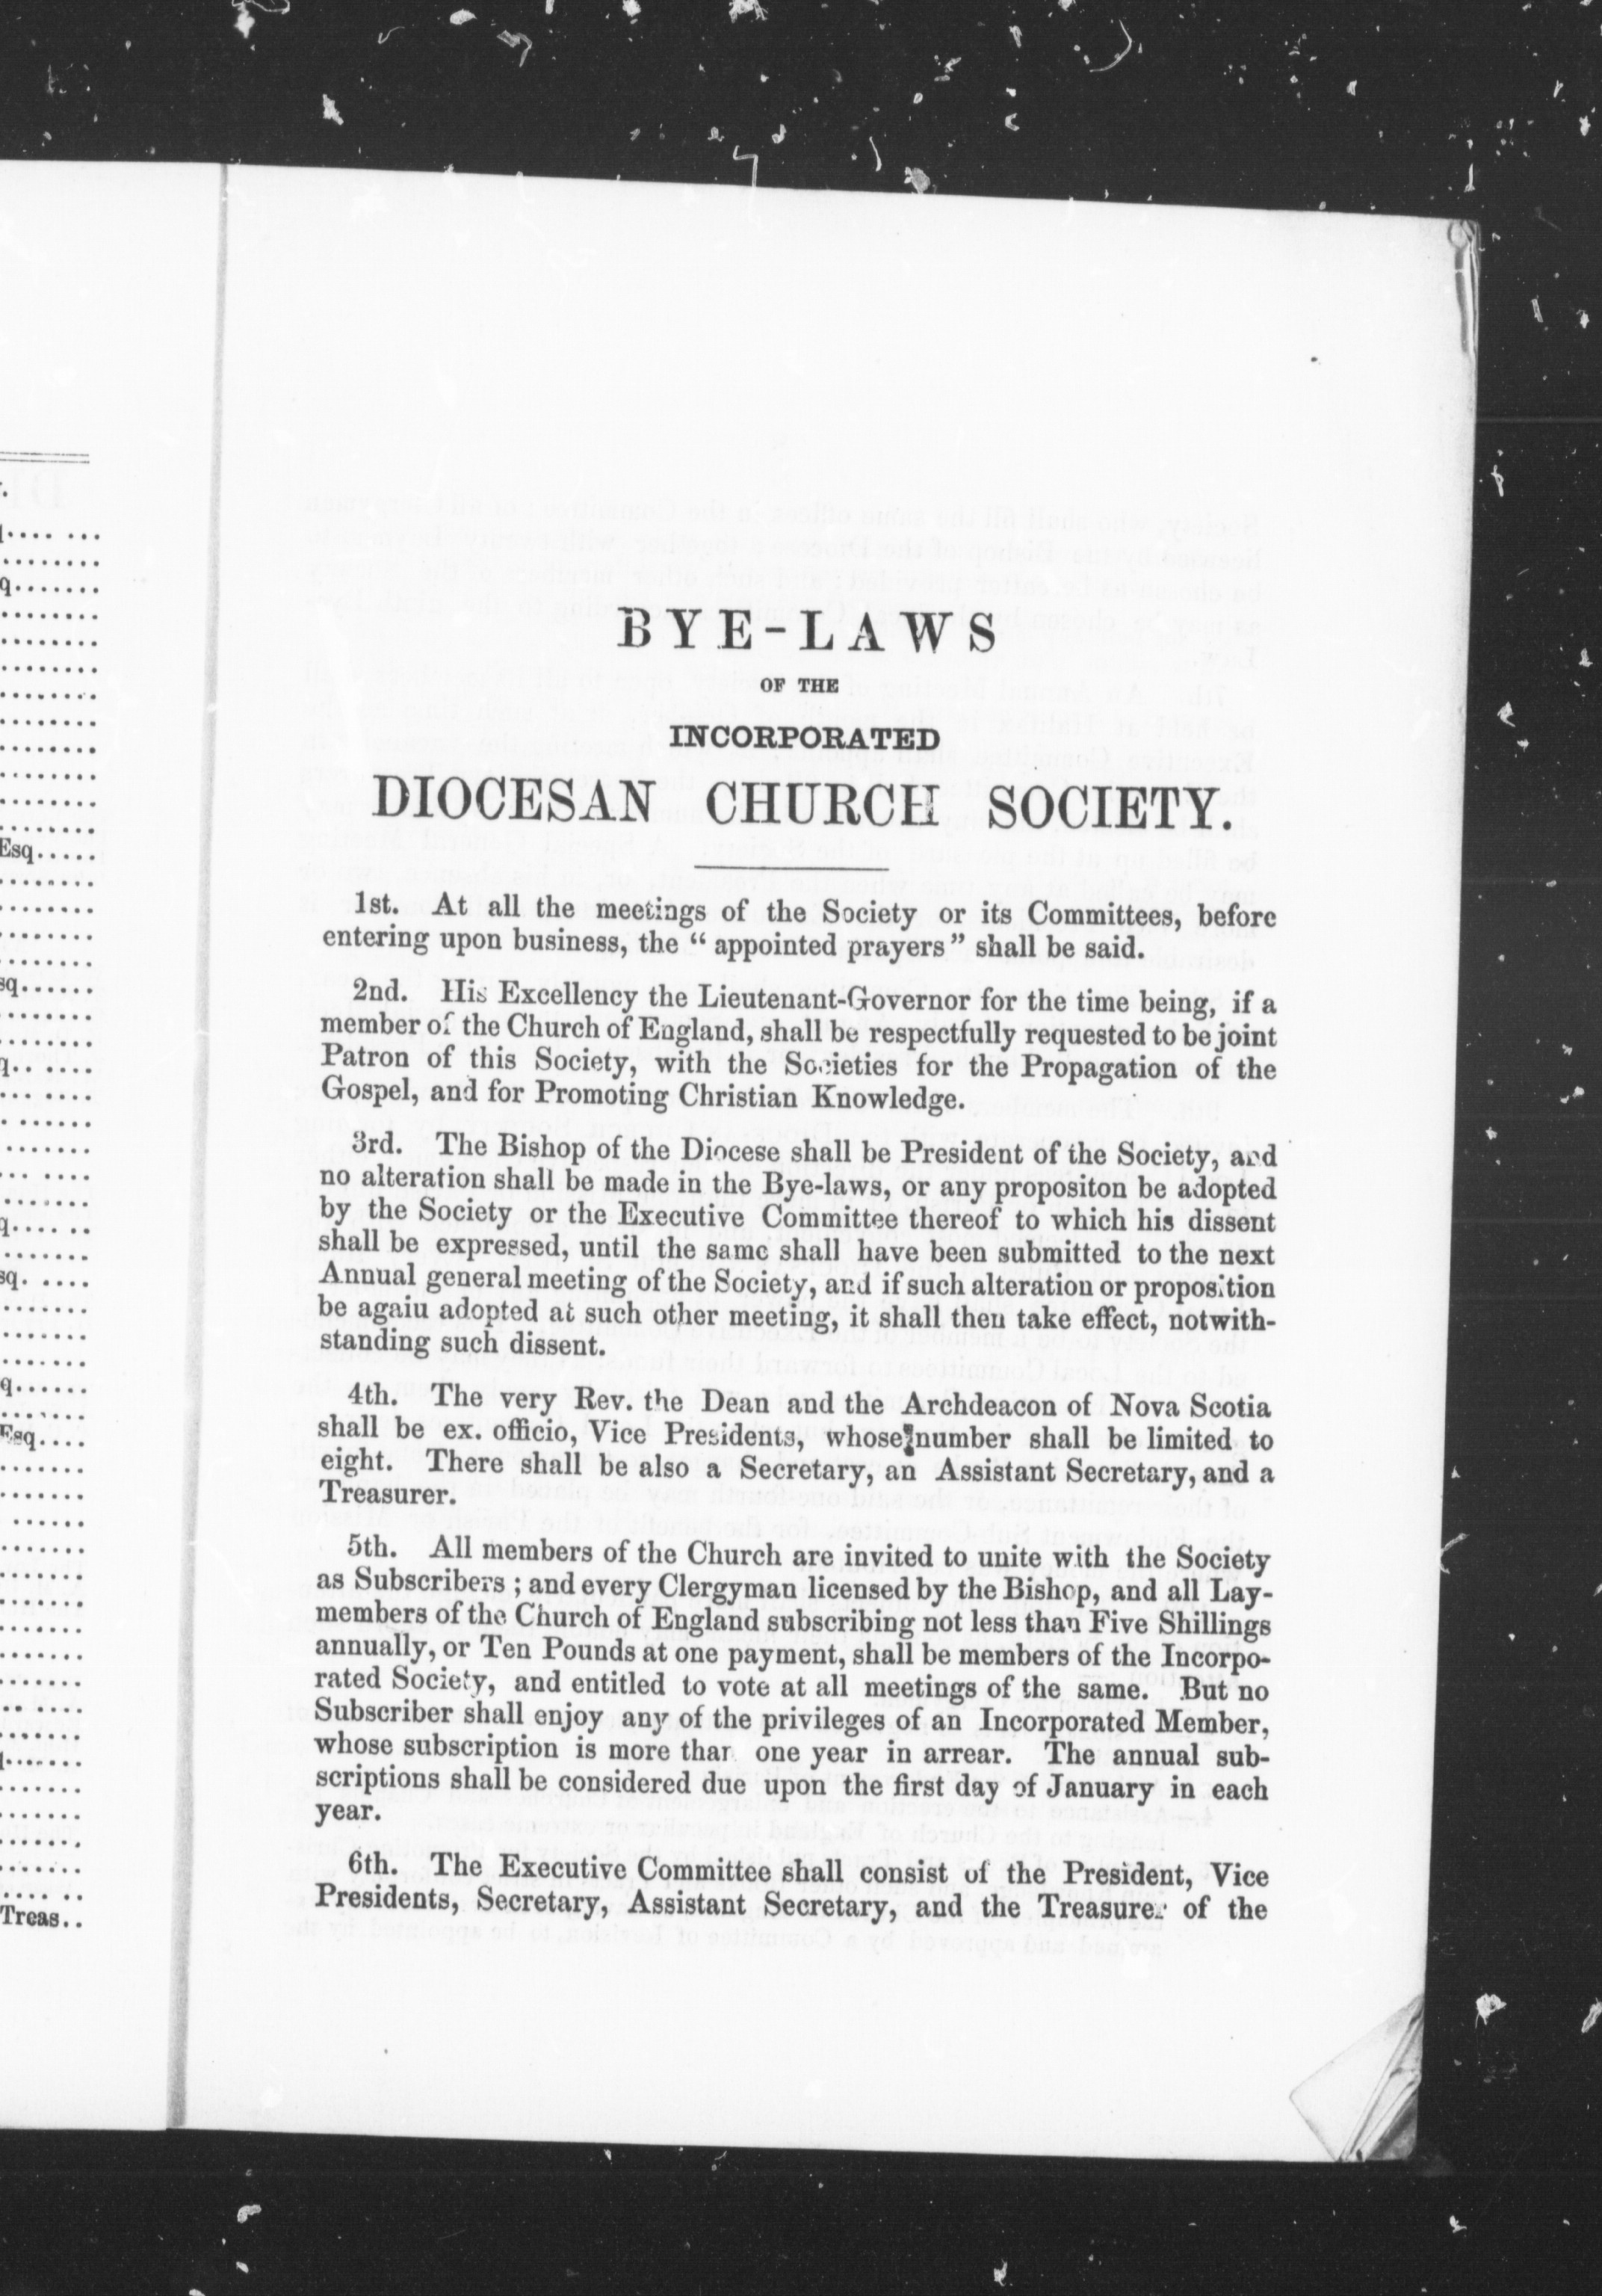 BYE-LAWS
OF THE
INCORPORATED
DIOCESAN CHURCH SOCIETY.
1st. At all the meetings of the Society or its Committees, before
entering upon business, the " appointed prayers " shall be said.
2nd. His Excellency the Lieutenant-Governor for the time being, if a
member of the Church of England, shall be respectfully requested to be joint
Patron of this Society, with the Societies for the Propagation of the
Gospel, and for Promoting Christian Knowledge.
3rd. The Bishop of the Diocese shall be President of the Society, and
no alteration shall be made in the Bye-laws, or any propositon be adopted
by the Society or the Executive Committee thereof to which his dissent
shall be expressed, until the same shall have been submitted to the next
Annual general meeting of the Society, and if such alteration or proposition
be agaiu adopted at such other meeting, it shall then take effect, notwith-
standing such dissent.
4th. The very Rev. the Dean and the Archdeacon of Nova Scotia
shall be ex. officio, Vice Presidents, whose number shall be limited to
eight. There shall be also a Secretary, an Assistant Secretary, and a
Treasurer.
5th. All members of the Church are invited to unite with the Society
as Subscribers ; and every Clergyman licensed by the Bishop, and all Lay-
members of the Church of England subscribing not less than Five Shillings
annually, or Ten Pounds at one payment, shall be members of the Incorpo-
rated Society, and entitled to vote at all meetings of the same. But no
Subscriber shall enjoy any of the privileges of an Incorporated Member,
whose subscription is more than one year in arrear. The annual sub-
scriptions shall be considered due upon the first day of January in each
year.
6th. The Executive Committee shall consist of the President, Vice
Presidents, Secretary, Assistant Secretary, and the Treasurer of the
Esq.....
Esq....
Treas..